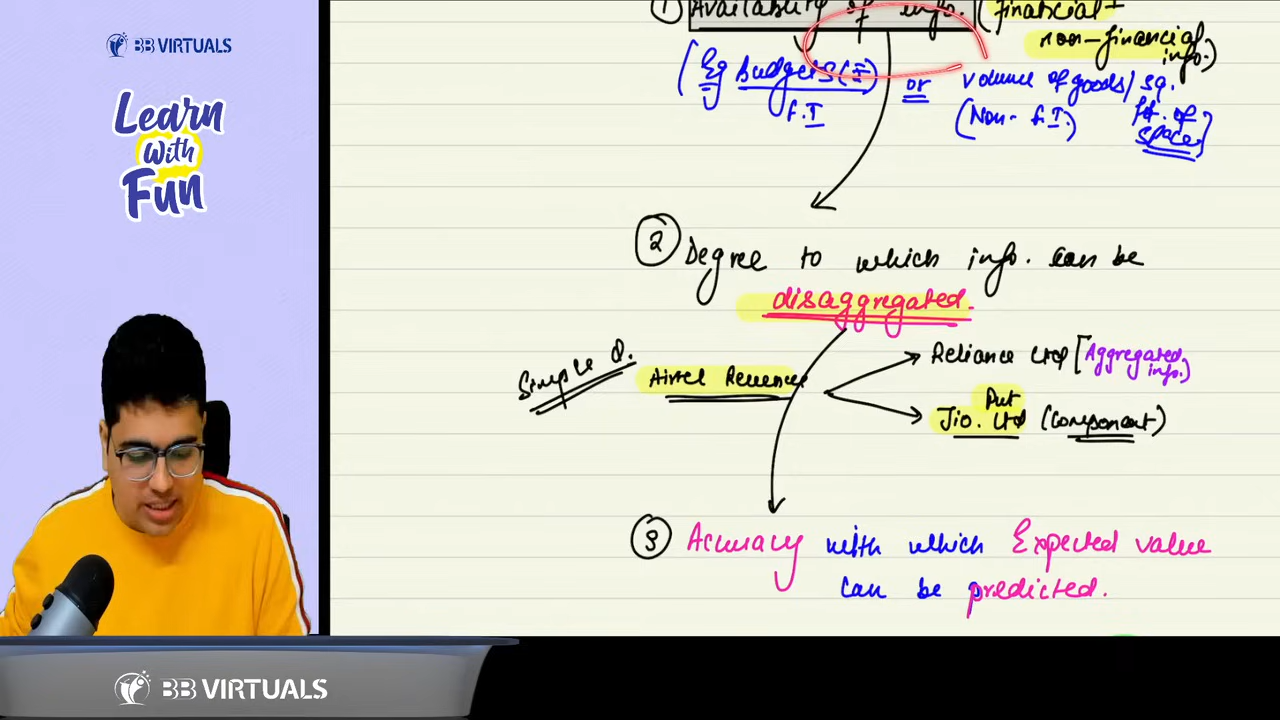 BB VIRTUALS
Learn
With
Fun
① Availability of info. (financial +
non-financial
info.)
(Eg Budgets (I) or volume of goods/sq.
F.I (Non-F.I.) ft. of
space]
② Degree to which info. can be
disaggregated.
Simple Q. Airtel Revenue
Reliance Ltd [Aggregated
info.]
Put
Jio. Ltd (Component)
③ Accuracy with which Expected value
can be predicted.
BB VIRTUALS